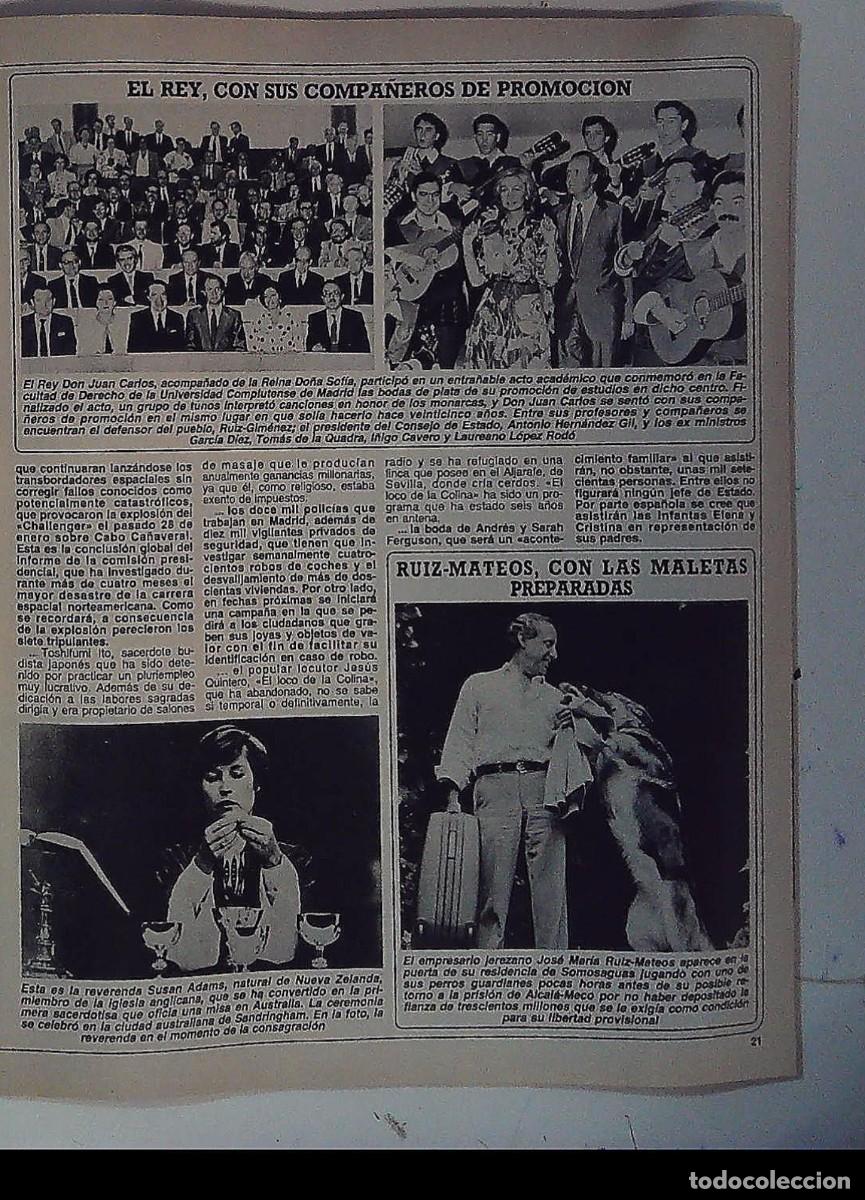 EL REY, CON SUS COMPAÑEROS DE PROMOCION
El Rey Don Juan Carlos, acompañado de la Reina Doña Sofía, participó en un entrañable acto académico que conmemoró en la Fa-
cultad de Derecho de la Universidad Complutense de Madrid las bodas de plata de su promoción de estudios en dicho centro. Fi-
nalizado el acto, un grupo de tunos interpretó canciones en honor de los monarcas, y Don Juan Carlos se sentó con sus compa-
ñeros de promoción en el mismo lugar en que solía hacerlo hace veinticinco años. Entre sus profesores y compañeros se
encuentran el defensor del pueblo, Ruiz-Giménez; el presidente del Consejo de Estado, Antonio Hernández Gil, y los ex ministros
García Díez, Tomás de la Quadra, Iñigo Cavero y Laureano López Rodó
que continuaran lanzándose los
transbordadores espaciales sin
corregir fallos conocidos como
potencialmente catastróficos,
que provocaron la explosión del
«Challenger» el pasado 28 de
enero sobre Cabo Cañaveral.
Esta es la conclusión global del
informe de la comisión presi-
dencial, que ha investigado du-
rante más de cuatro meses el
mayor desastre de la carrera
espacial norteamericana. Como
se recordará, a consecuencia
de la explosión perecieron los
siete tripulantes.
... Toshifumi Ito, sacerdote bu-
dista japonés que ha sido dete-
nido por practicar un pluriempleo
muy lucrativo. Además de su de-
dicación a las labores sagradas
dirigía y era propietario de salones
de masaje que le producían
anualmente ganancias millonarias,
ya que él, como religioso, estaba
exento de impuestos.
... los doce mil policías que
trabajan en Madrid, además de
diez mil vigilantes privados de
seguridad, que tienen que in-
vestigar semanalmente cuatro-
cientos robos de coches y el
desvalijamiento de más de dos-
cientas viviendas. Por otro lado,
en fechas próximas se iniciará
una campaña en la que se pe-
dirá a los ciudadanos que gra-
ben sus joyas y objetos de va-
lor con el fin de facilitar su
identificación en caso de robo.
... el popular locutor Jesús
Quintero, «El loco de la Colina»,
que ha abandonado, no se sabe
si temporal o definitivamente, la
radio y se ha refugiado en una
finca que posee en el Aljarafe, de
Sevilla, donde cría cerdos. «El
loco de la Colina» ha sido un pro-
grama que ha estado seis años
en antena.
... la boda de Andrés y Sarah
Ferguson, que será un «aconte-
cimiento familiar» al que asisti-
rán, no obstante, unas mil sete-
cientas personas. Entre ellos no
figurará ningún jefe de Estado.
Por parte española se cree que
asistirán las Infantas Elena y
Cristina en representación de
sus padres.
RUIZ-MATEOS, CON LAS MALETAS
PREPARADAS
El empresario jerezano José María Ruiz-Mateos aparece en la
puerta de su residencia de Somosaguas jugando con uno de
sus perros guardianes pocas horas antes de su posible re-
torno a la prisión de Alcalá-Meco por no haber depositado la
fianza de trescientos millones que se le exigía como condición
para su libertad provisional
Esta es la reverenda Susan Adams, natural de Nueva Zelanda,
miembro de la Iglesia anglicana, que se ha convertido en la pri-
mera sacerdotisa que oficia una misa en Australia. La ceremonia
se celebró en la ciudad australiana de Sandringham. En la foto, la
reverenda en el momento de la consagración
21
todocoleccion